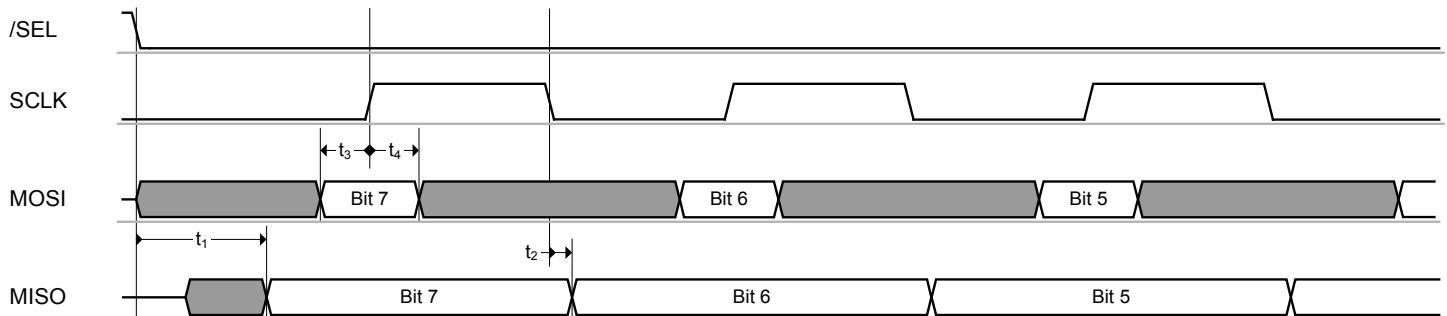 /SEL
SCLK
t₃ t₄
MOSI Bit 7 Bit 6 Bit 5
t₁
t₂
MISO Bit 7 Bit 6 Bit 5